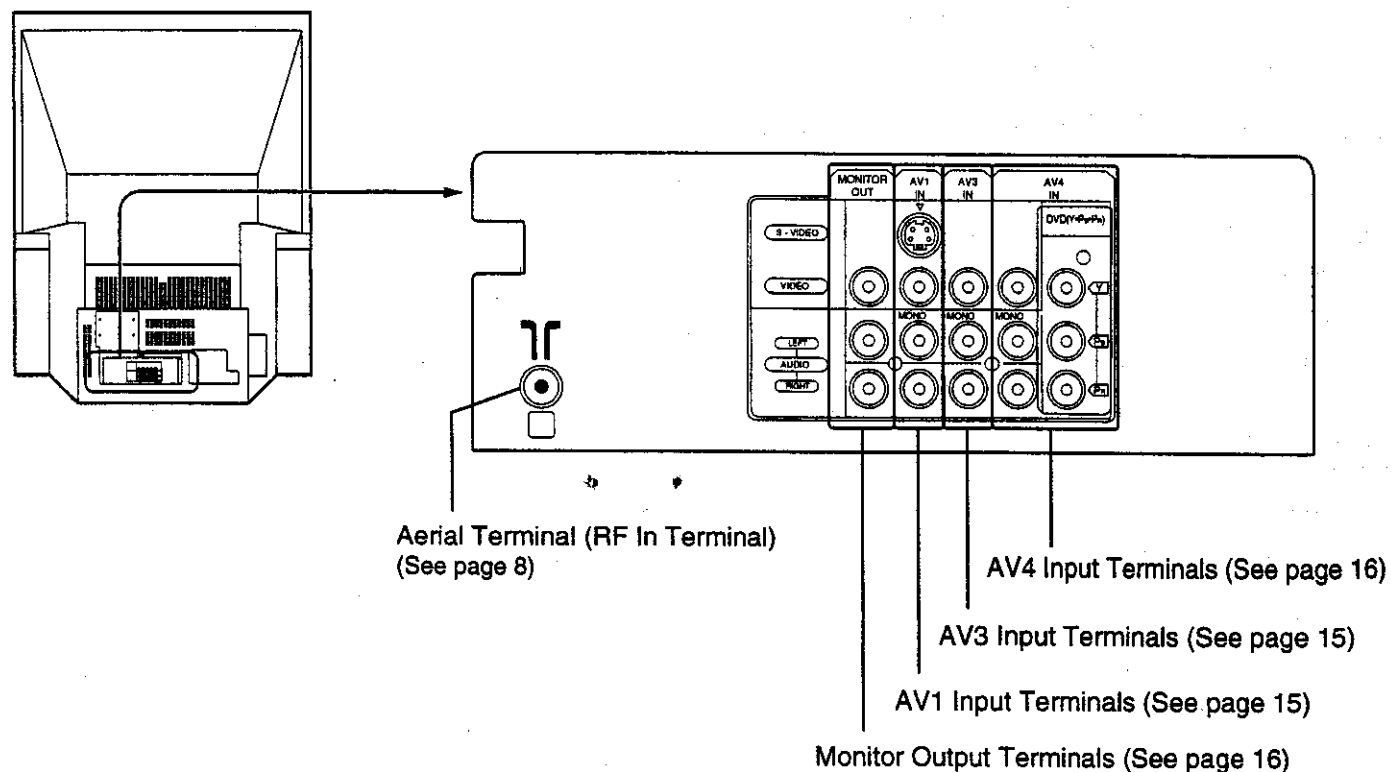 MONITOR OUT
AV1 IN
AV3 IN
AV4 IN
DVD(Y•PB•PR)
S - VIDEO
VIDEO
Y
MONO
MONO
MONO
LEFT
PB
AUDIO
RIGHT
PR
Aerial Terminal (RF In Terminal)
(See page 8)
AV4 Input Terminals (See page 16)
AV3 Input Terminals (See page 15)
AV1 Input Terminals (See page 15)
Monitor Output Terminals (See page 16)